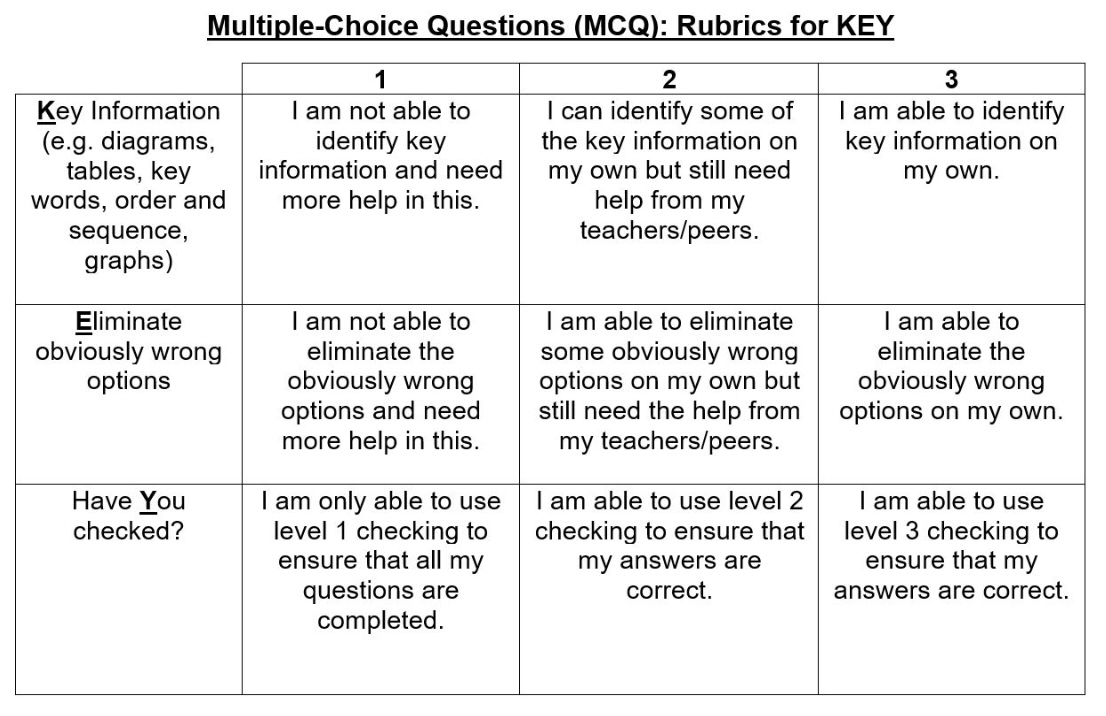 Multiple-Choice Questions (MCQ): Rubrics for KEY
1
2
3
Key Information
(e.g. diagrams,
tables, key
words, order and
sequence,
graphs)
I am not able to
identify key
information and need
more help in this.
I can identify some of
the key information on
my own but still need
help from my
teachers/peers.
I am able to identify
key information on
my own.
Eliminate
obviously wrong
options
I am not able to
eliminate the
obviously wrong
options and need
more help in this.
I am able to eliminate
some obviously wrong
options on my own but
still need the help from
my teachers/peers.
I am able to
eliminate the
obviously wrong
options on my own.
Have You
checked?
I am only able to use
level 1 checking to
ensure that all my
questions are
completed.
I am able to use level 2
checking to ensure that
my answers are
correct.
I am able to use
level 3 checking to
ensure that my
answers are correct.